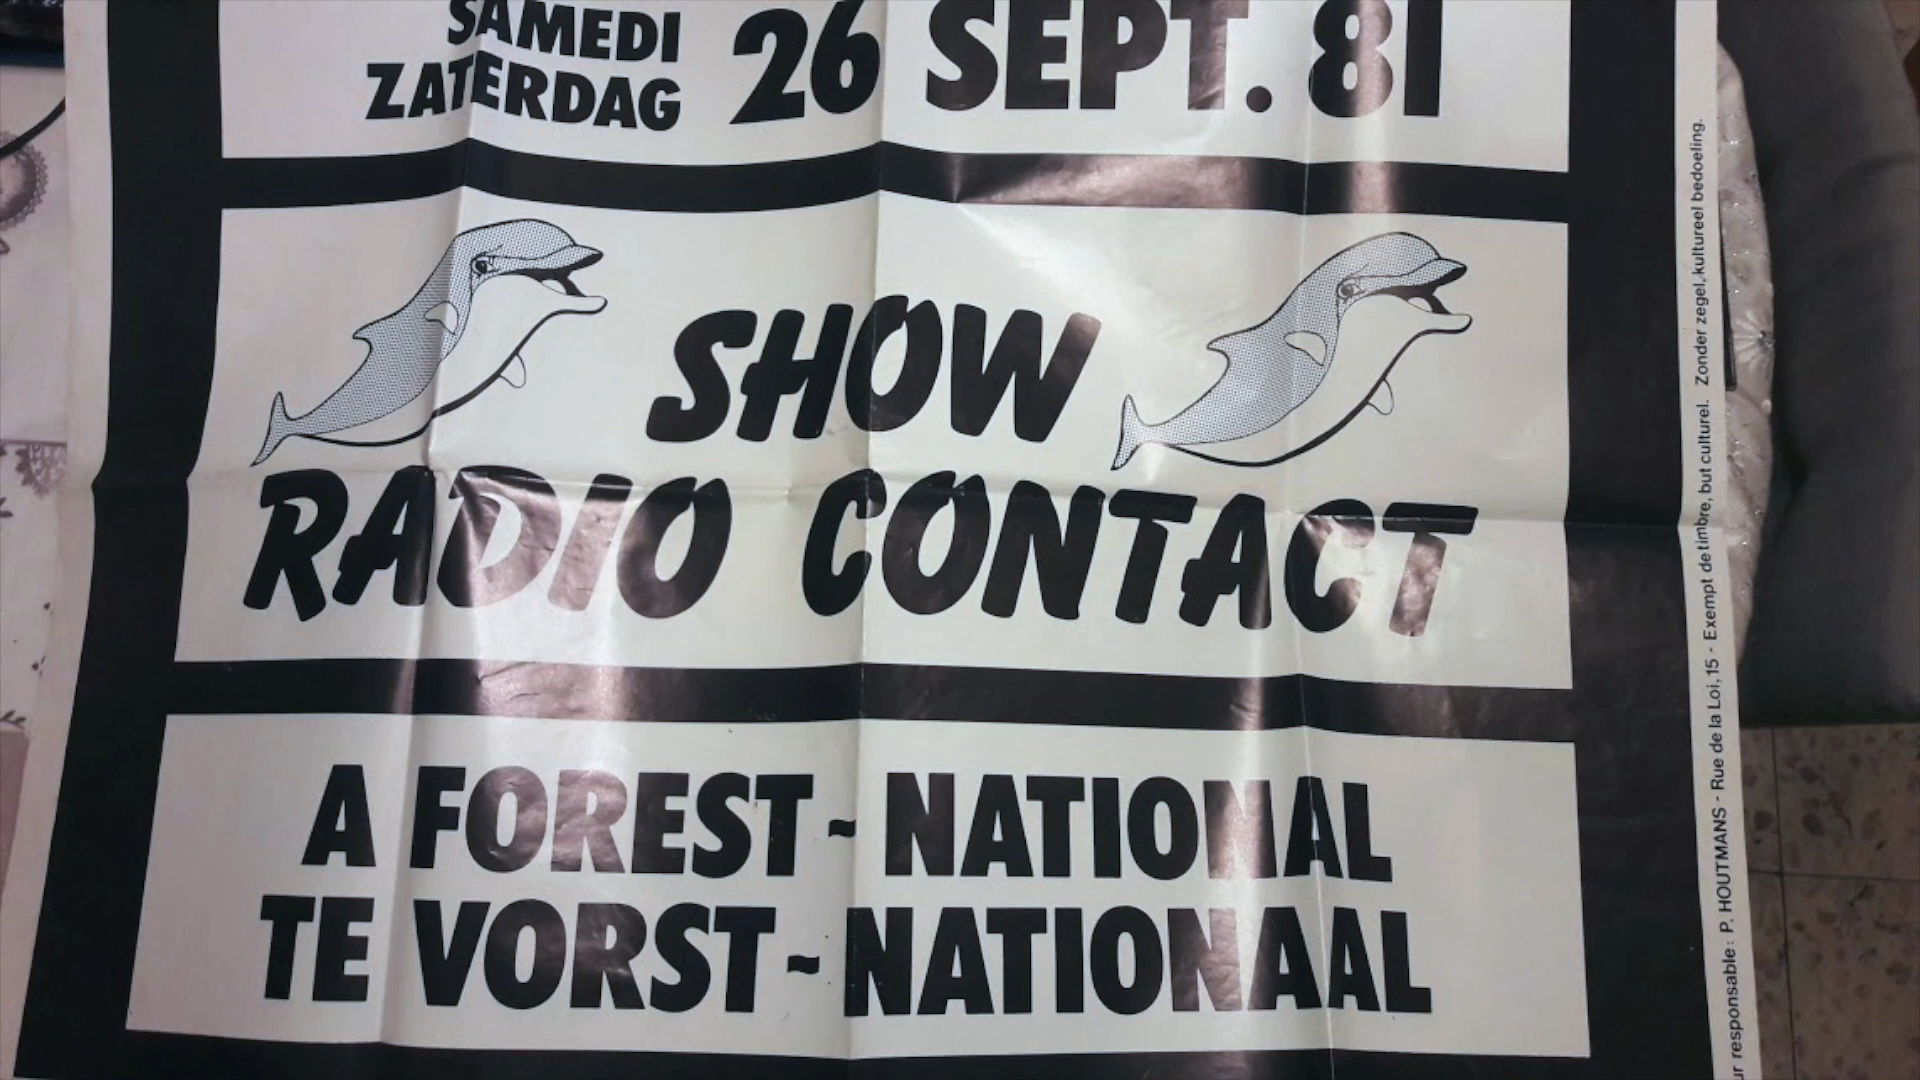 SAMEDI
ZATERDAG
26 SEPT. 81
SHOW
RADIO CONTACT
A FOREST - NATIONAL
TE VORST - NATIONAAL
responsable : P. HOUTMANS - Rue de la Loi, 15 - Exempt de timbre, but culturel. Zonder zegel, kultureel bedoeling.